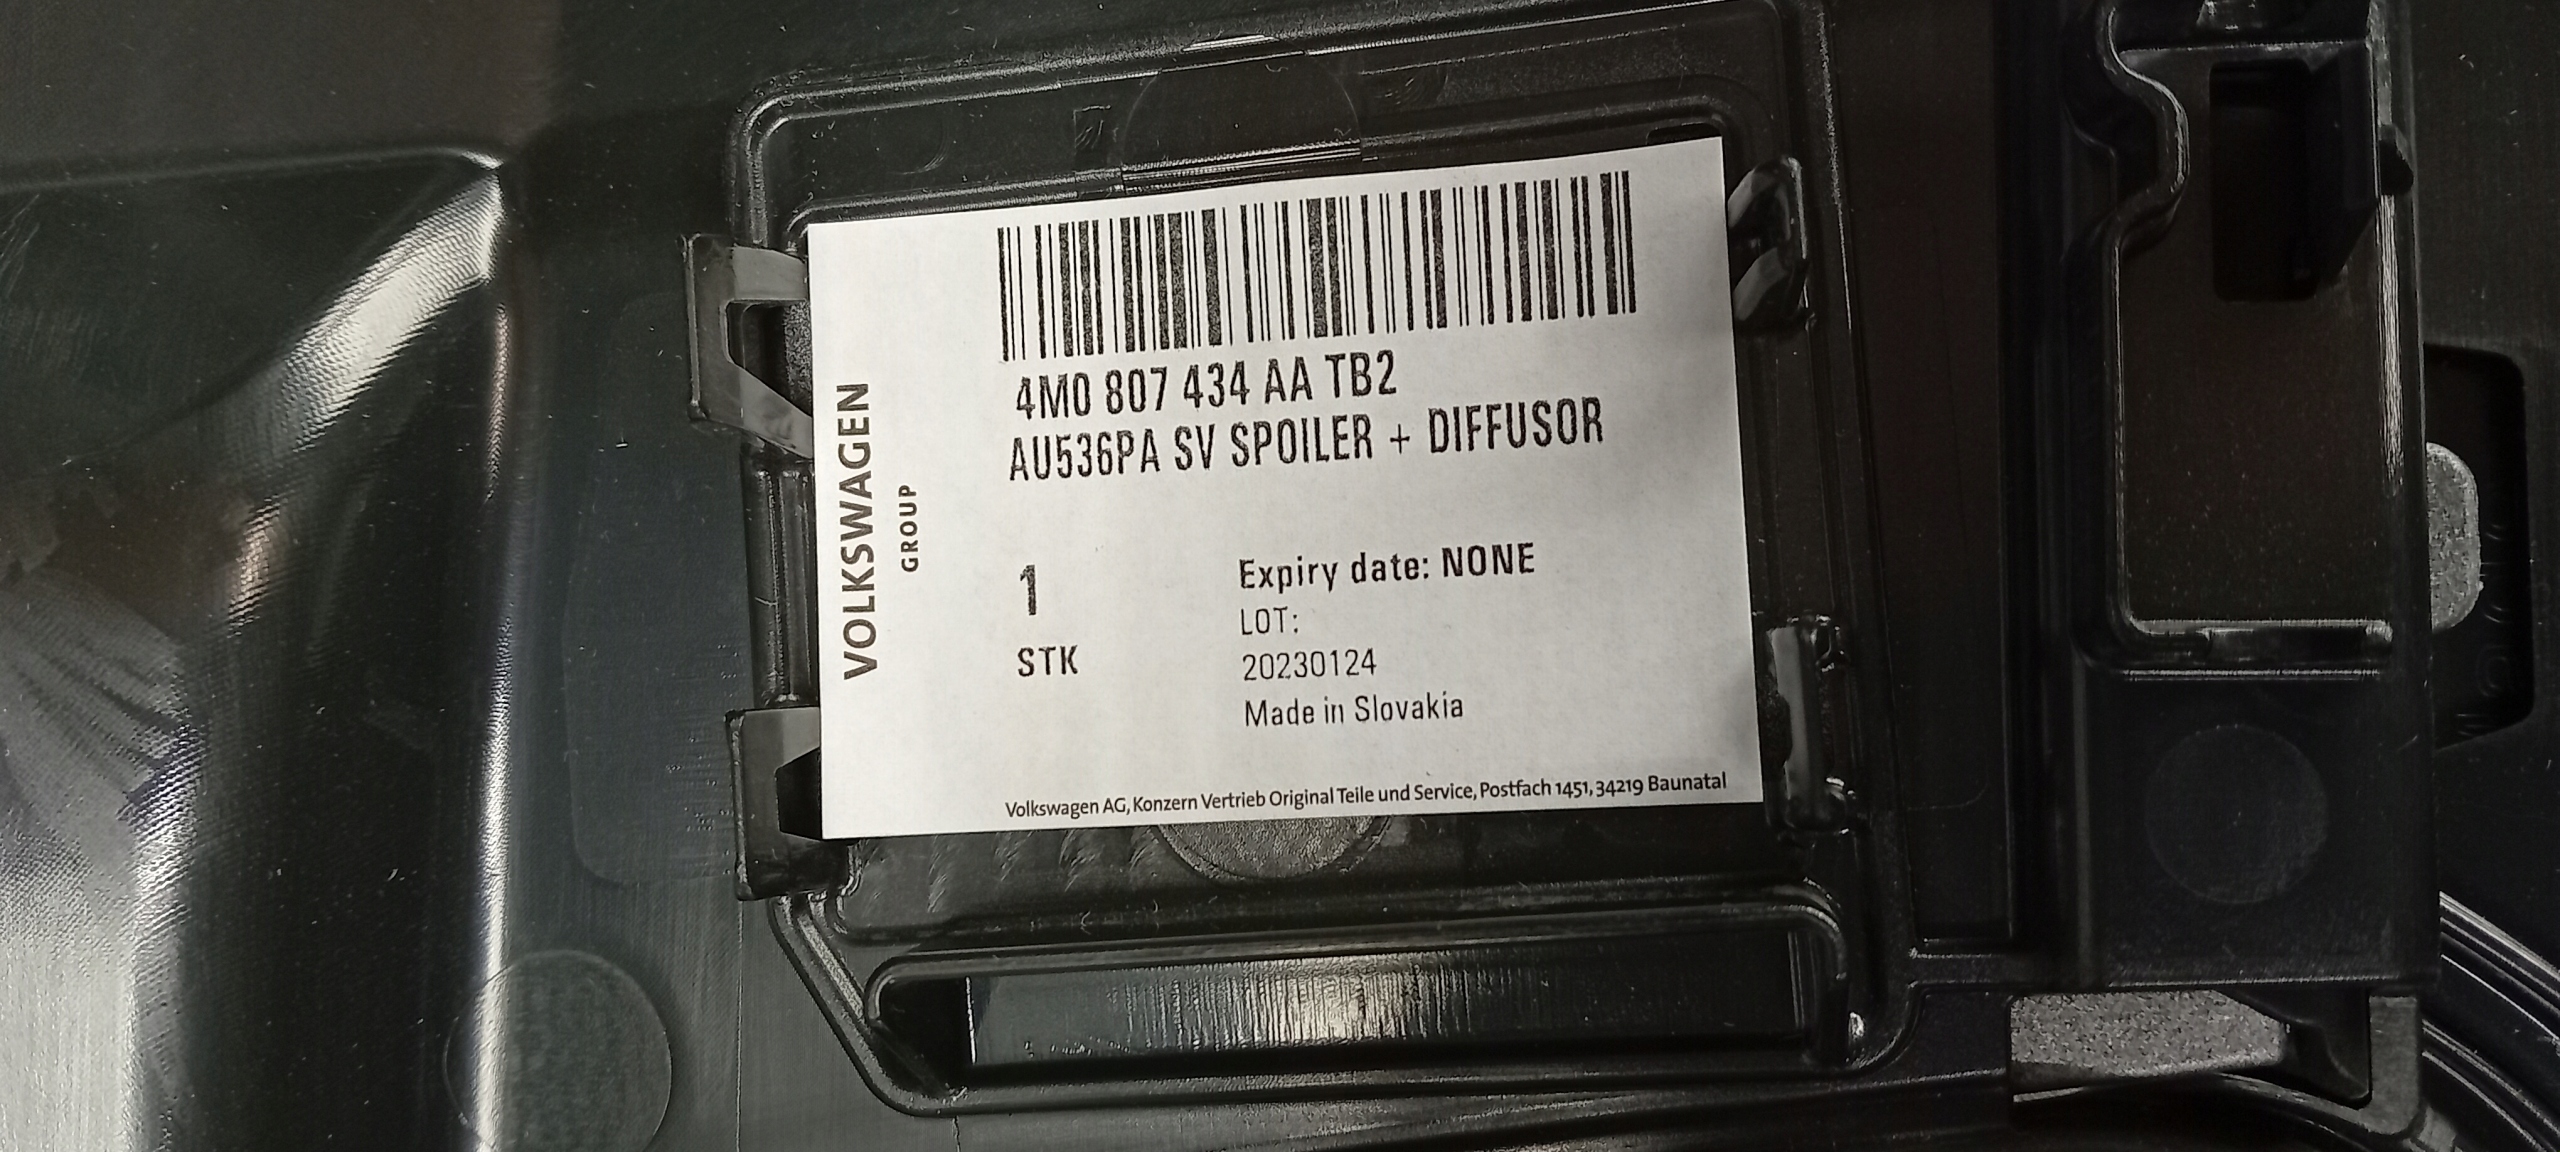 VOLKSWAGEN
GROUP
4M0 807 434 AA TB2
AU536PA SV SPOILER + DIFFUSOR
1
STK
Expiry date: NONE
LOT:
20230124
Made in Slovakia
Volkswagen AG, Konzern Vertrieb Original Teile und Service, Postfach 1451, 34219 Baunatal